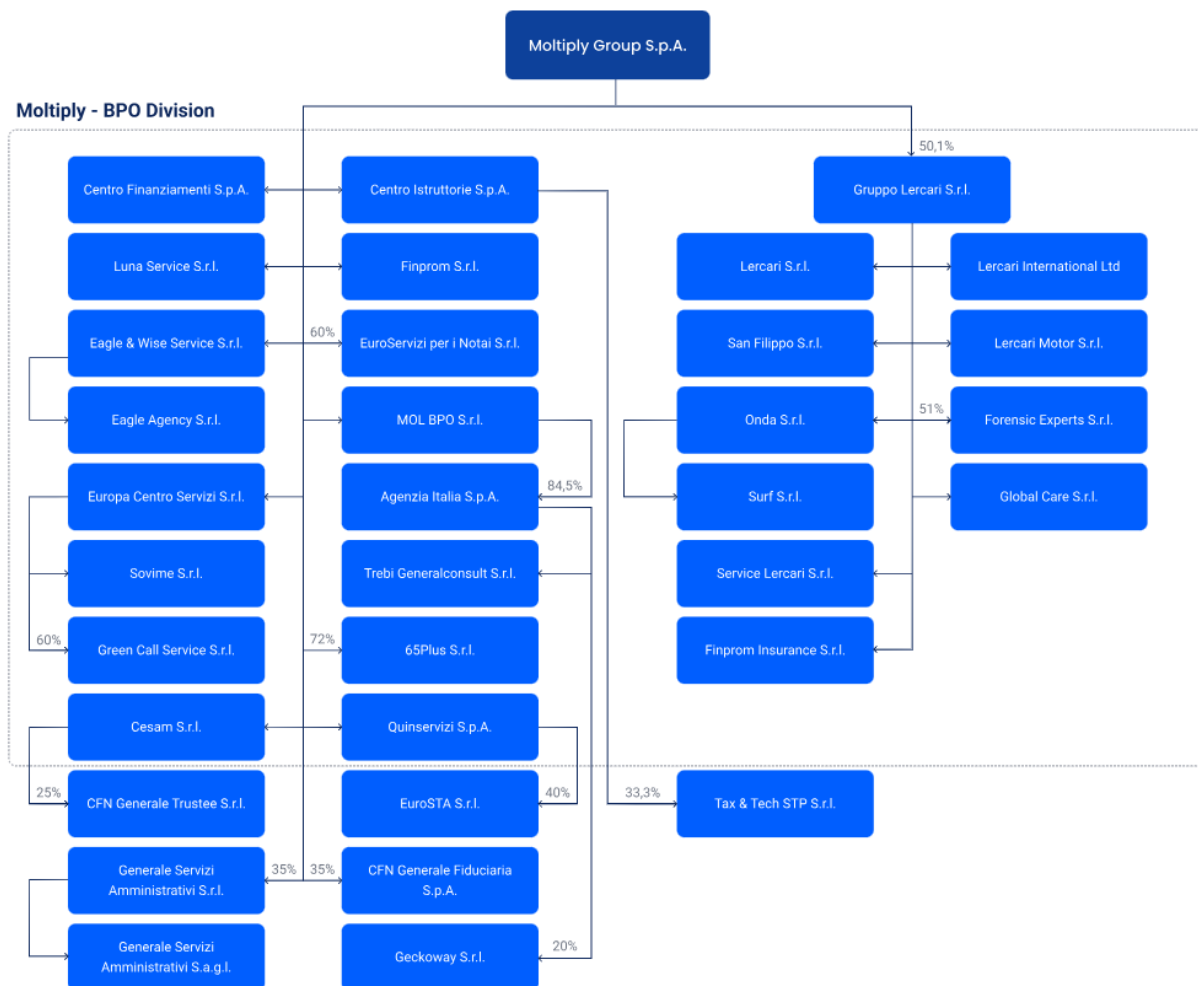 Moltiply Group S.p.A.
Moltiply - BPO Division
50,1%
Centro Finanziamenti S.p.A.
Centro Istruttorie S.p.A.
Gruppo Lercari S.r.l.
Luna Service S.r.l.
Finprom S.r.l.
Lercari S.r.l.
Lercari International Ltd
Eagle & Wise Service S.r.l.
60%
EuroServizi per i Notai S.r.l.
San Filippo S.r.l.
Lercari Motor S.r.l.
Eagle Agency S.r.l.
MOL BPO S.r.l.
Onda S.r.l.
51%
Forensic Experts S.r.l.
Europa Centro Servizi S.r.l.
Agenzia Italia S.p.A.
84,5%
Surf S.r.l.
Global Care S.r.l.
Sovime S.r.l.
Trebi Generalconsult S.r.l.
Service Lercari S.r.l.
60%
Green Call Service S.r.l.
72%
65Plus S.r.l.
Finprom Insurance S.r.l.
Cesam S.r.l.
Quinservizi S.p.A.
25%
CFN Generale Trustee S.r.l.
EuroSTA S.r.l.
40%
33,3%
Tax & Tech STP S.r.l.
Generale Servizi
Amministrativi S.r.l.
35%
35%
CFN Generale Fiduciaria
S.p.A.
Generale Servizi
Amministrativi S.a.g.l.
Geckoway S.r.l.
20%